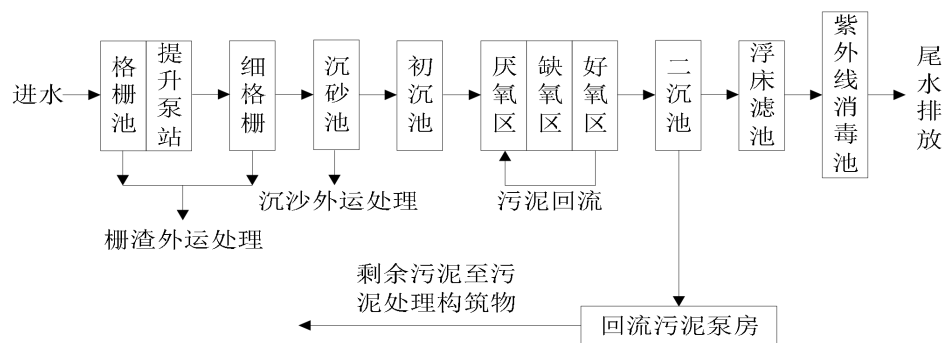 进水
格栅池
提升泵站
细格栅
沉砂池
初沉池
厌氧区
缺氧区
好氧区
二沉池
浮床滤池
紫外线消毒池
尾水排放
沉沙外运处理
污泥回流
栅渣外运处理
剩余污泥至污
泥处理构筑物
回流污泥泵房